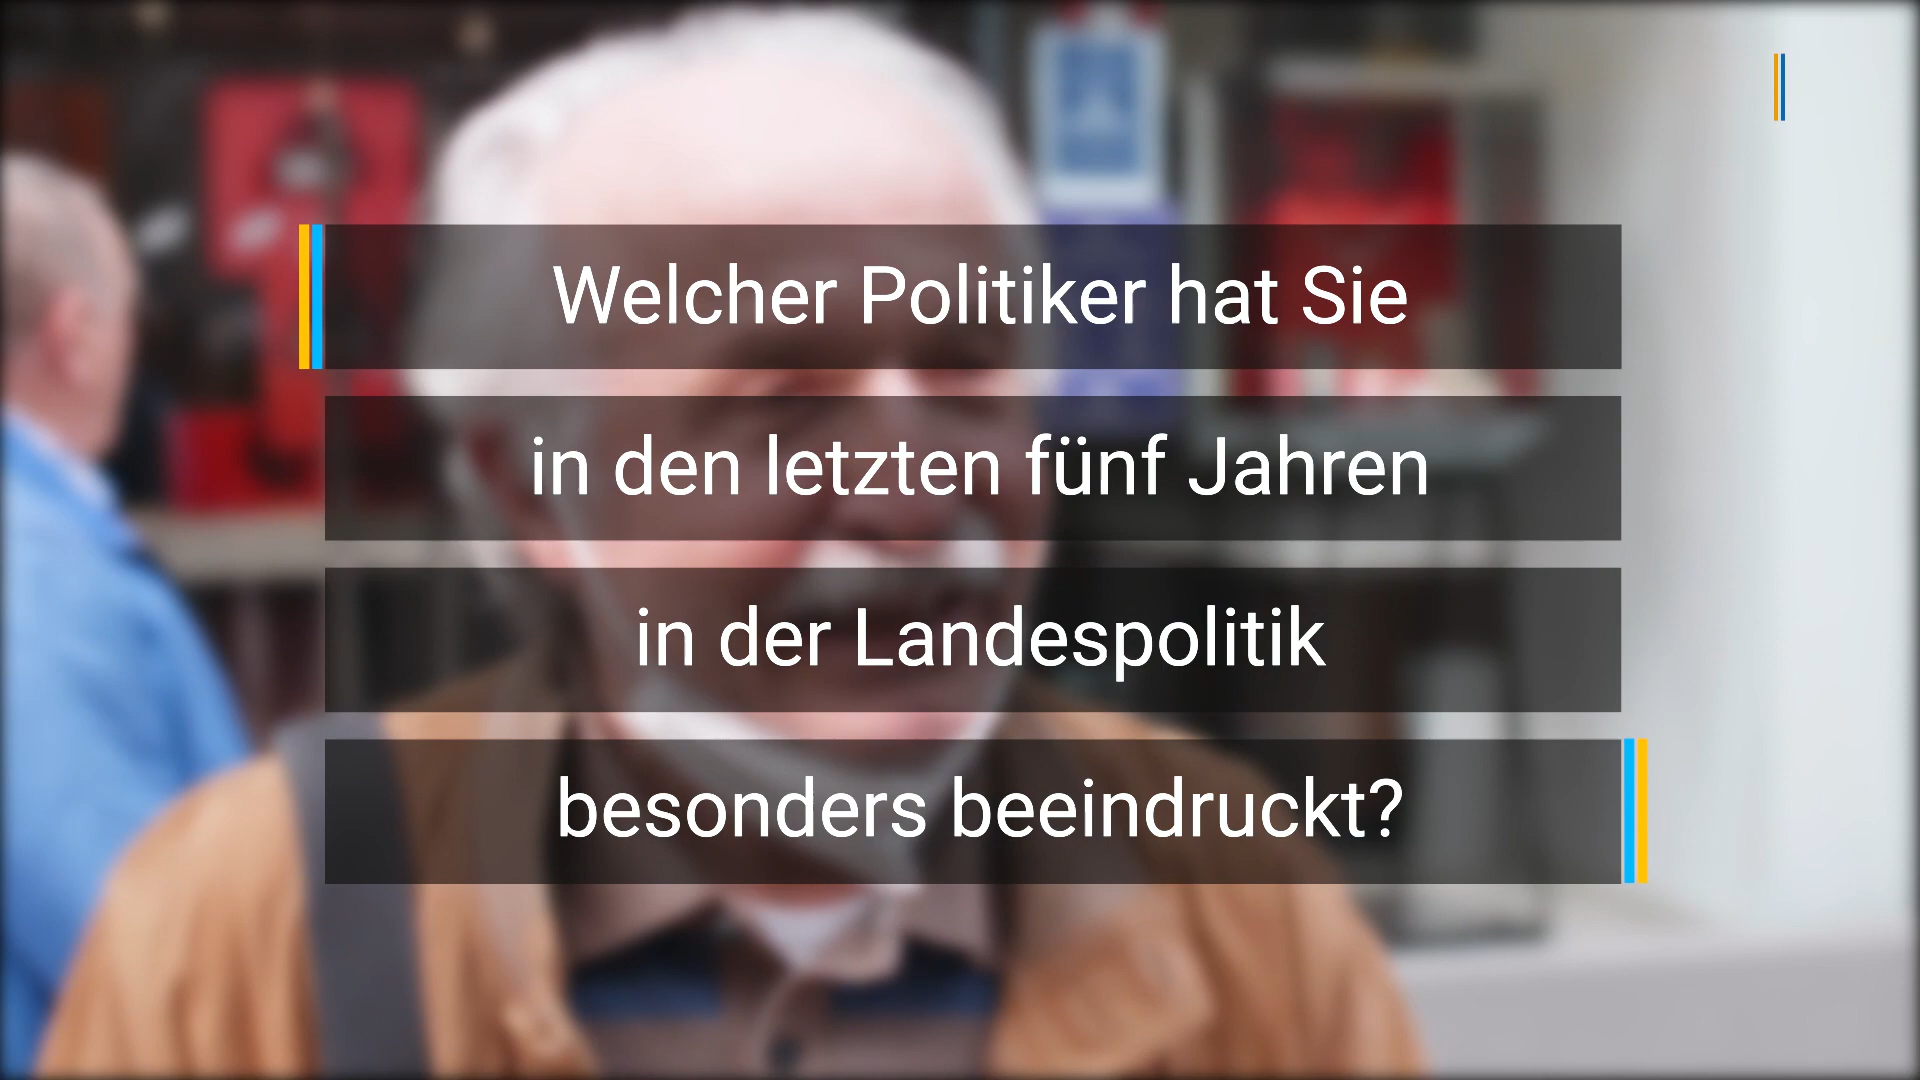 Welcher Politiker hat Sie
in den letzten fünf Jahren
in der Landespolitik
besonders beeindruckt?